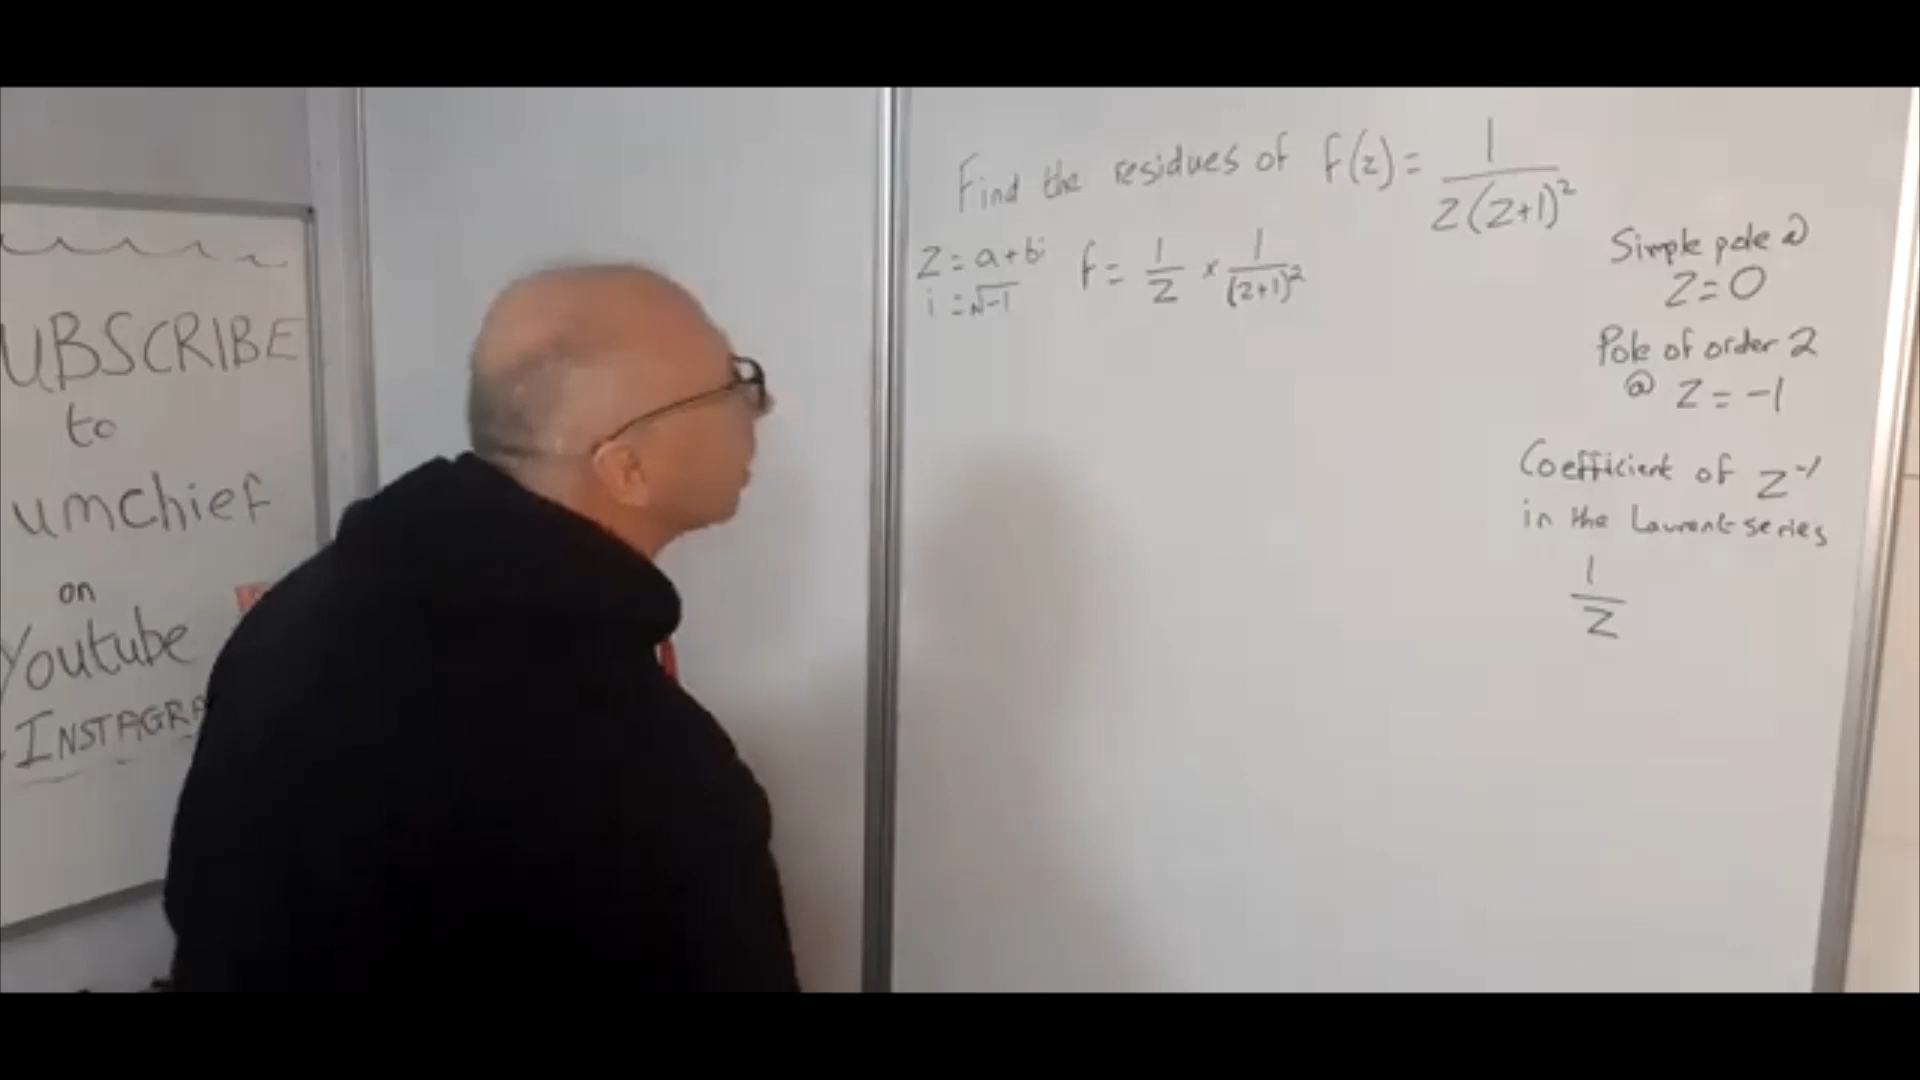 UBSCRIBE
to
umchief
on
Youtube
INSTAGRA
Find the residues of f(z) = 1/(z(z+1)²)
z = a+bi
i = √-1
f = 1/z × 1/(z+1)²
Simple pole @
z = 0
Pole of order 2
@ z = -1
Coefficient of z⁻¹
in the Laurent series
1/z